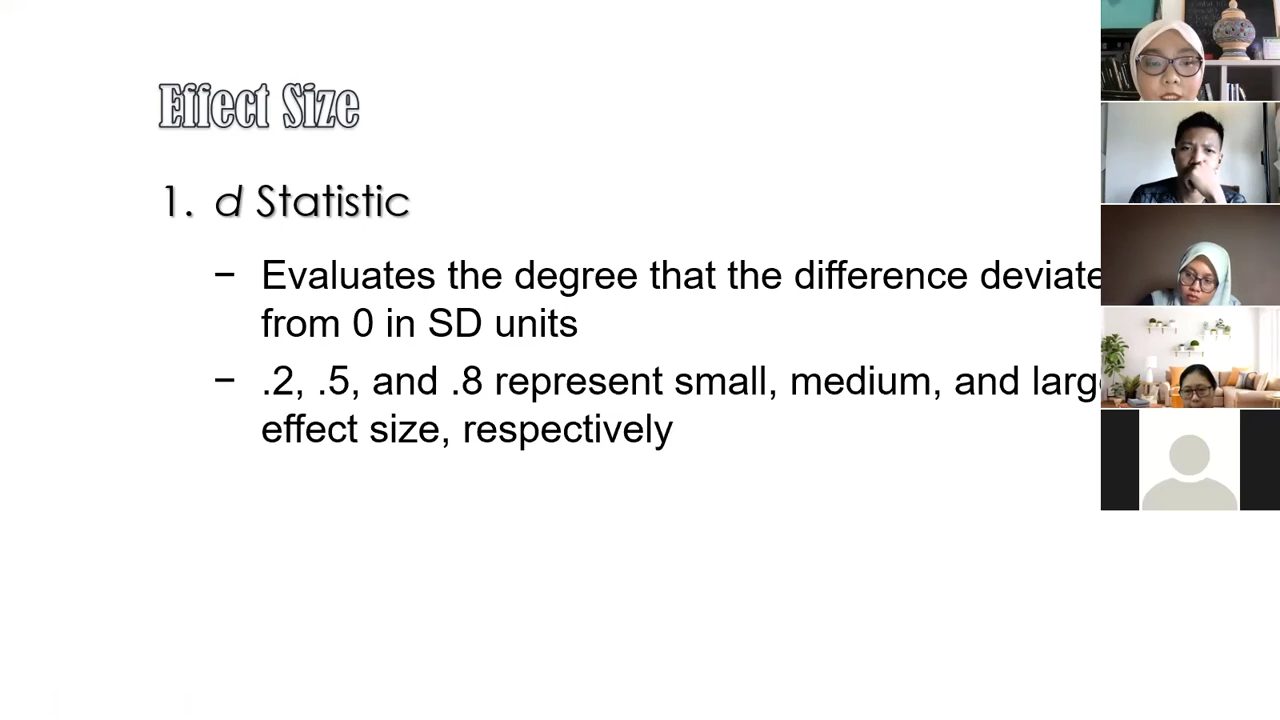 Effect Size
1. d Statistic
– Evaluates the degree that the difference deviate
from 0 in SD units
– .2, .5, and .8 represent small, medium, and larg
effect size, respectively